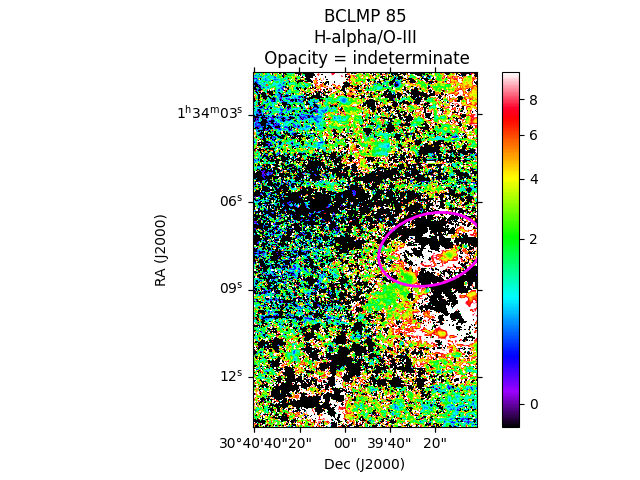 BCLMP 85
H-alpha/O-III
Opacity = indeterminate
1h34m03s
06s
09s
12s
RA (J2000)
30°40'40"20" 00" 39'40" 20"
Dec (J2000)
8
6
4
2
0